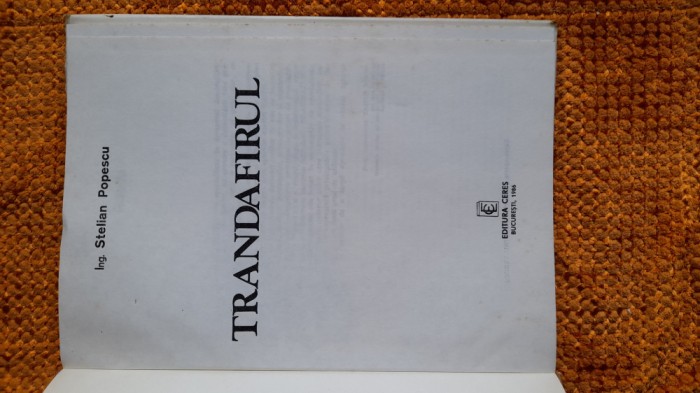 Ing. Stelian Popescu
TRANDAFIRUL
EDITURA CERES
BUCUREȘTI, 1986